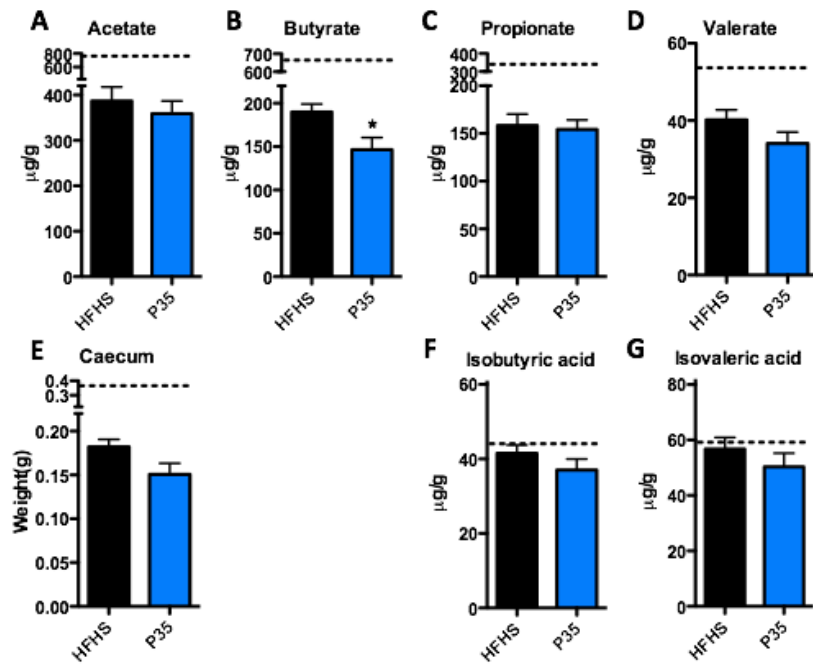 A Acetate
800
600
400
300
200
100
0
µg/g
HFHS
P35
B Butyrate
700
600
200
150
100
50
0
µg/g
*
HFHS
P35
C Propionate
400
300
200
150
100
50
0
µg/g
HFHS
P35
D Valerate
60
40
20
0
µg/g
HFHS
P35
E Caecum
0.4
0.3
0.20
0.15
0.10
0.05
0.00
Weight(g)
HFHS
P35
F Isobutyric acid
60
40
20
0
µg/g
HFHS
P35
G Isovaleric acid
80
60
40
20
0
µg/g
HFHS
P35